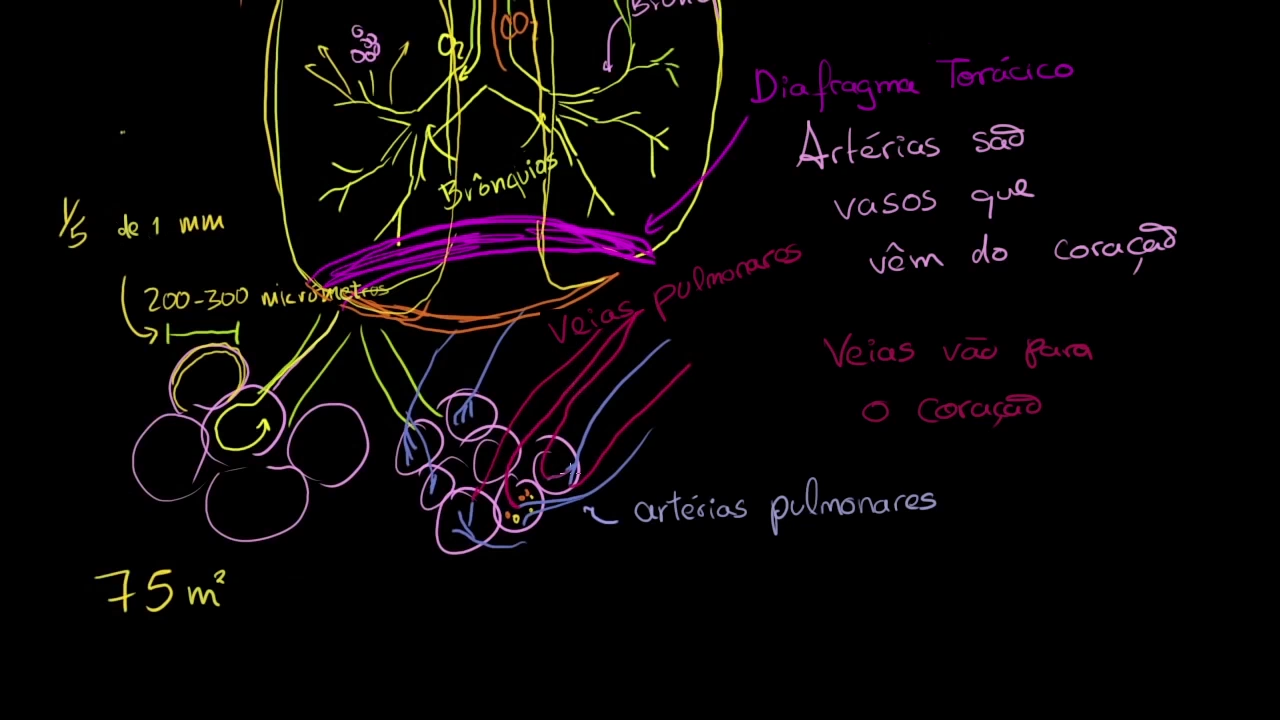 CO₂
O₂
Diafragma Torácico
Artérias são
vasos que
vêm do coração
Brônquios
1/5 de 1 mm
200-300 micrômetros
Veias pulmonares
Veias vão para
o coração
artérias pulmonares
75 m²